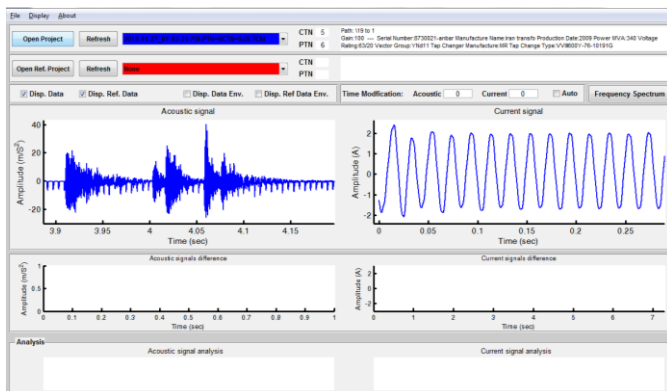 File Display About
Open Project Refresh CTN 5
PTN 6
Path: I/9 to 1
Gain:100 --- Serial Number:8730021-anbar Manufacture Name:iran transfo Production Date:2009 Power MVA:345 Voltage
Rating:63/20 Vector Group:YNd11 Tap Changer Manufacture:MR Tap Change Type:
Open Ref. Project Refresh None CTN
PTN
Disp. Data Disp. Ref. Data Disp. Data Env. Disp. Ref Data Env. Time Modification: Acoustic 0 Current 0 Auto Frequency Spectrum
Acoustic signal
Amplitude (m/S²)
40
20
0
-20
3.9 3.95 4 4.05 4.1 4.15
Time (sec)
Current signal
Amplitude (A)
2
1
0
-1
-2
0 0.05 0.1 0.15 0.2 0.25
Time (sec)
Acoustic signals difference
Amplitude (m/S²)
1
0.5
0
0 0.1 0.2 0.3 0.4 0.5 0.6 0.7 0.8 0.9 1
Time (sec)
Current signals difference
Amplitude (A)
2
0
-2
0 1 2 3 4 5 6 7
Time (sec)
Analysis
Acoustic signal analysis
Current signal analysis